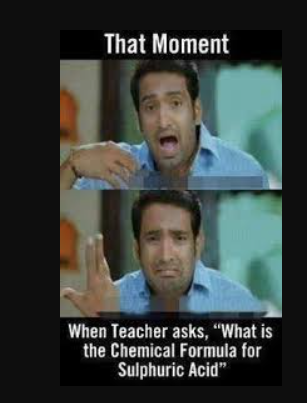 That Moment
When Teacher asks, "What is
the Chemical Formula for
Sulphuric Acid"